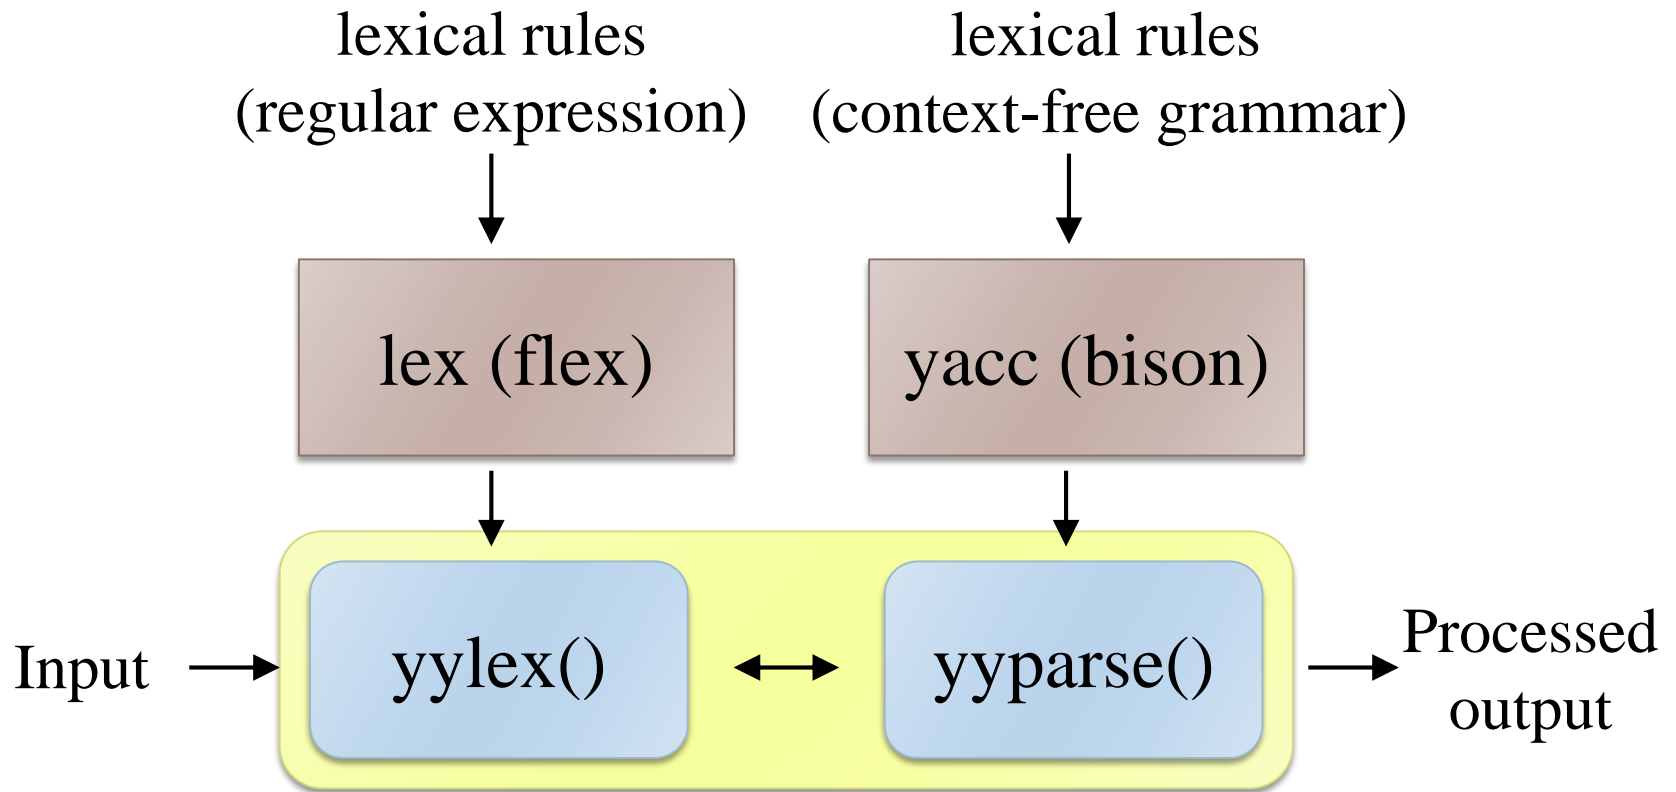 lexical rules
(regular expression)
lexical rules
(context-free grammar)
lex (flex)
yacc (bison)
Input
yylex()
yyparse()
Processed
output